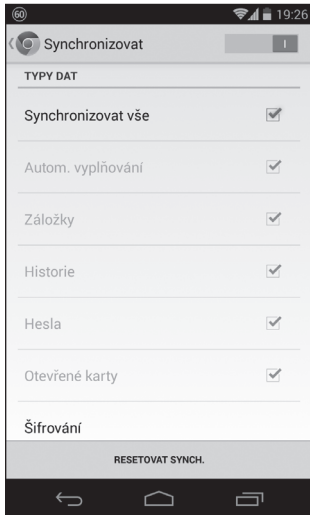 60 19:26
Synchronizovat I
TYPY DAT
Synchronizovat vše
Autom. vyplňování
Záložky
Historie
Hesla
Otevřené karty
Šifrování
RESETOVAT SYNCH.